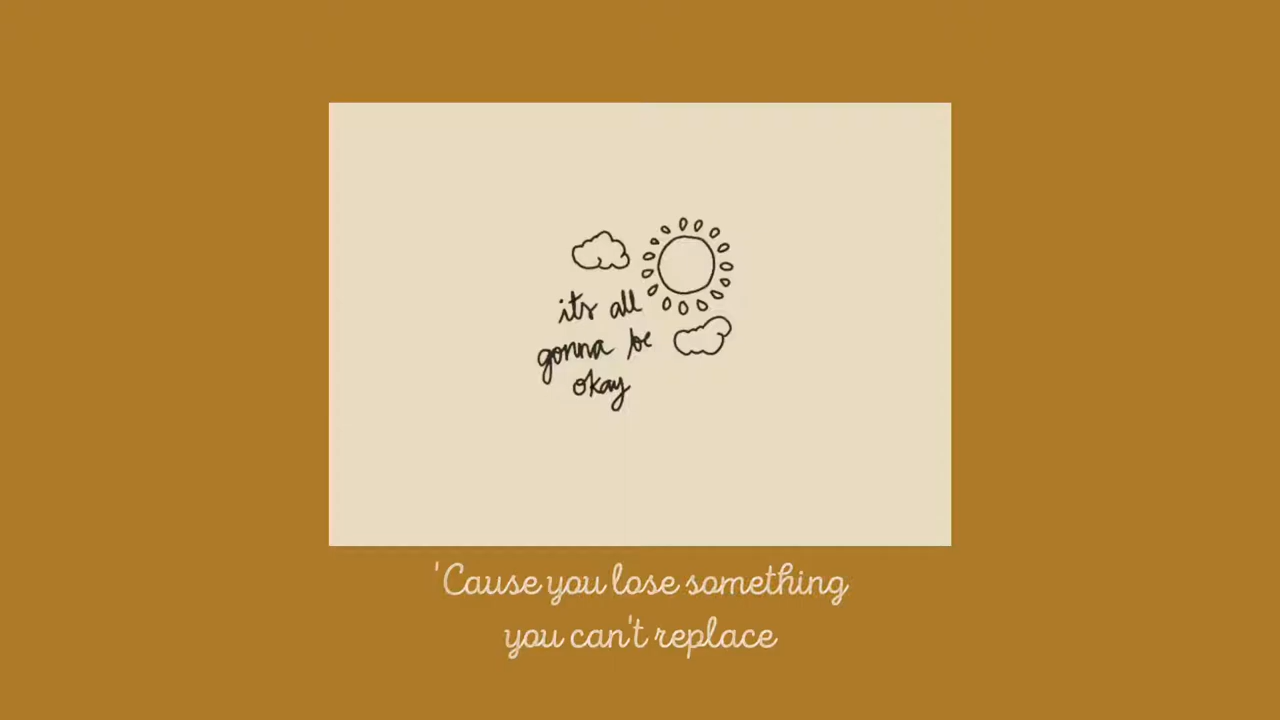 its all
gonna be
okay
'Cause you lose something
you can't replace